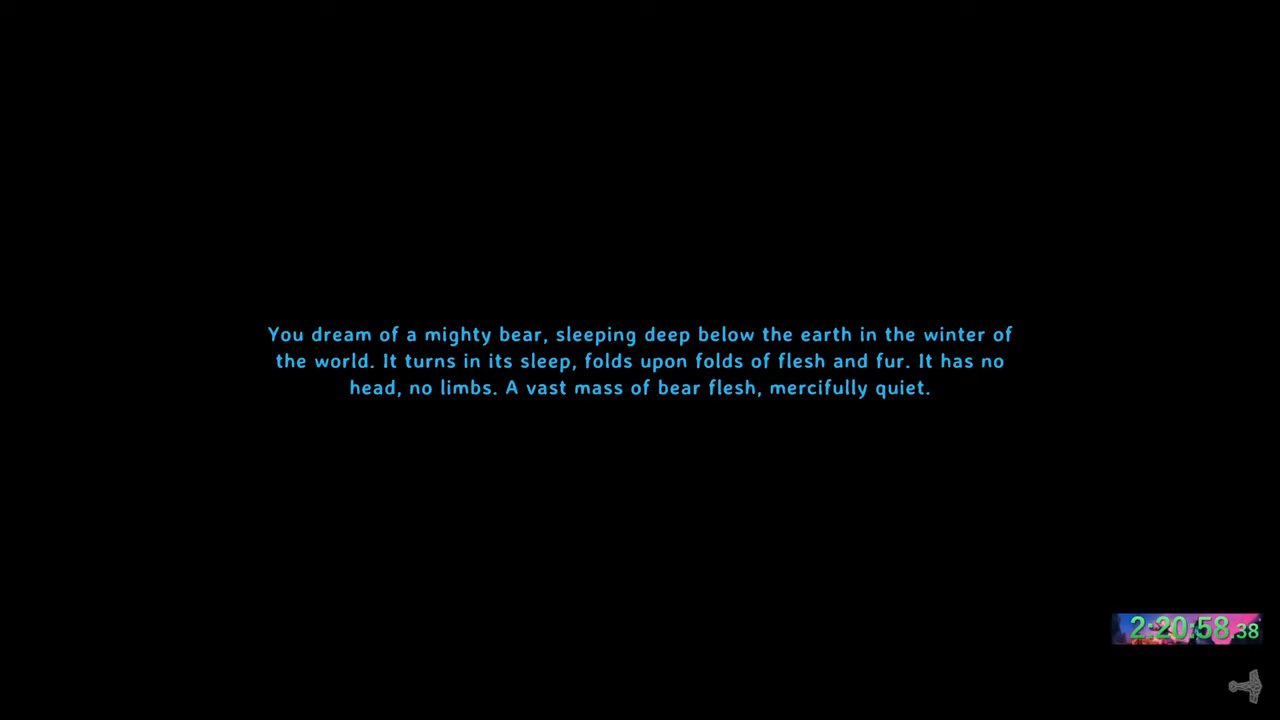 You dream of a mighty bear, sleeping deep below the earth in the winter of
the world. It turns in its sleep, folds upon folds of flesh and fur. It has no
head, no limbs. A vast mass of bear flesh, mercifully quiet.
2:20:58.38